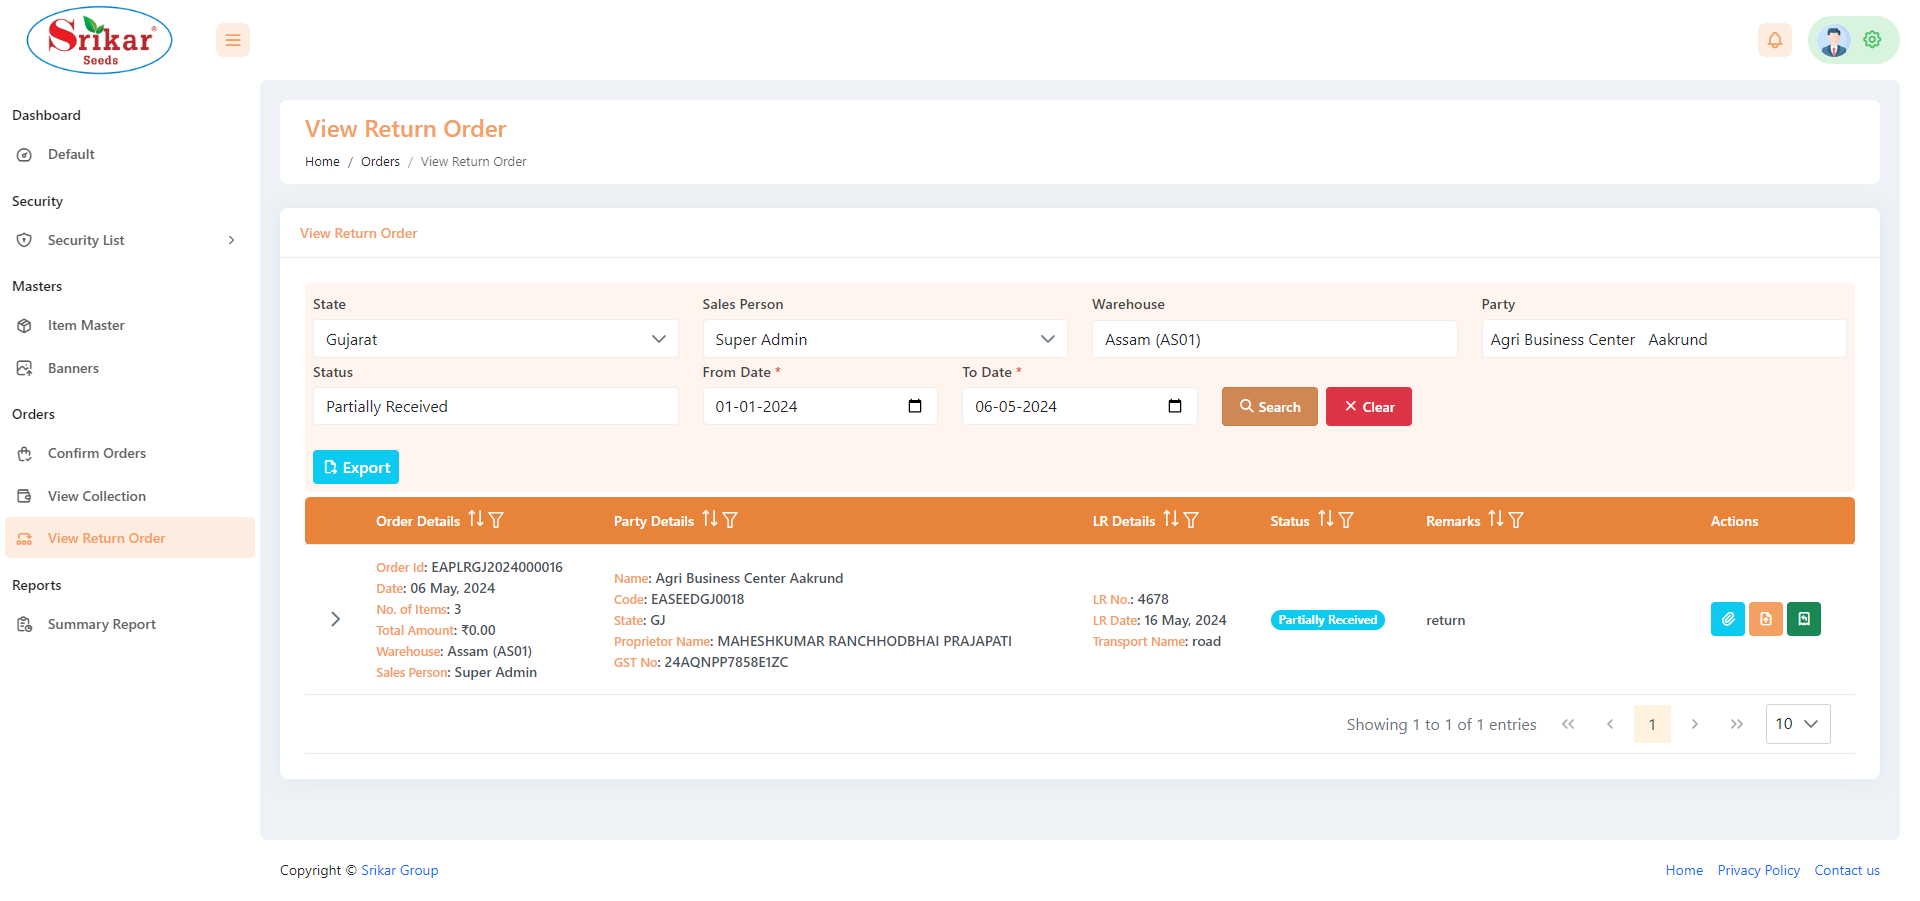 Srikar®
Seeds
Dashboard
Default
Security
Security List
Masters
Item Master
Banners
Orders
Confirm Orders
View Collection
View Return Order
Reports
Summary Report
View Return Order
Home / Orders / View Return Order
View Return Order
State Sales Person Warehouse Party
Gujarat Super Admin Assam (AS01) Agri Business Center Aakrund
Status From Date * To Date *
Partially Received 01-01-2024 06-05-2024 Search Clear
Export
Order Details Party Details LR Details Status Remarks Actions
Order Id: EAPLRGJ2024000016
Date: 06 May, 2024
No. of Items: 3
Total Amount: ₹0.00
Warehouse: Assam (AS01)
Sales Person: Super Admin
Name: Agri Business Center Aakrund
Code: EASEEDGJ0018
State: GJ
Proprietor Name: MAHESHKUMAR RANCHHODBHAI PRAJAPATI
GST No: 24AQNPP7858E1ZC
LR No.: 4678
LR Date: 16 May, 2024
Transport Name: road
Partially Received
return
Showing 1 to 1 of 1 entries 1 10
Copyright © Srikar Group
Home Privacy Policy Contact us